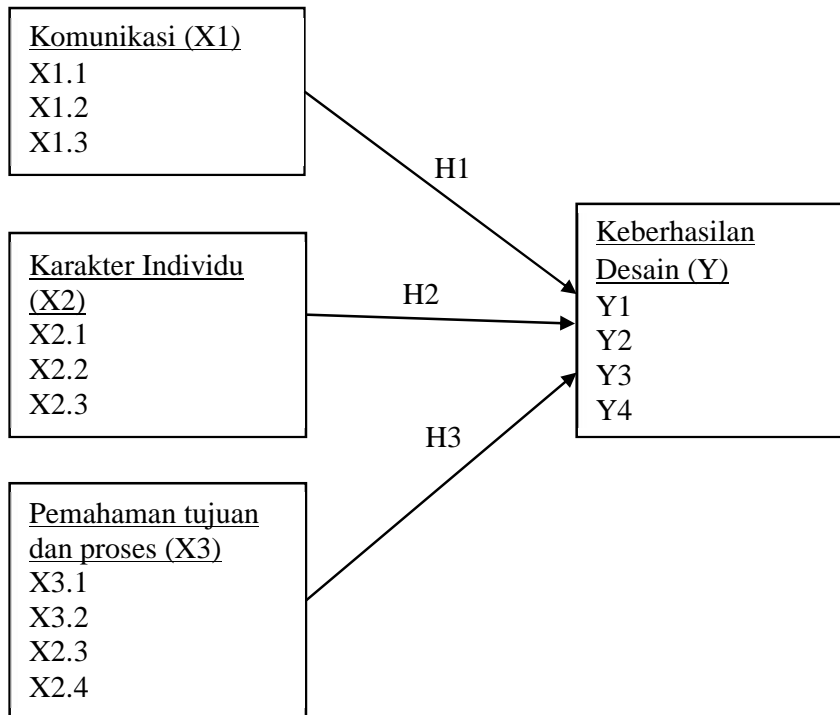 Komunikasi (X1)
X1.1
X1.2
X1.3
H1
Karakter Individu
(X2)
X2.1
X2.2
X2.3
H2
Pemahaman tujuan
dan proses (X3)
X3.1
X3.2
X2.3
X2.4
H3
Keberhasilan
Desain (Y)
Y1
Y2
Y3
Y4